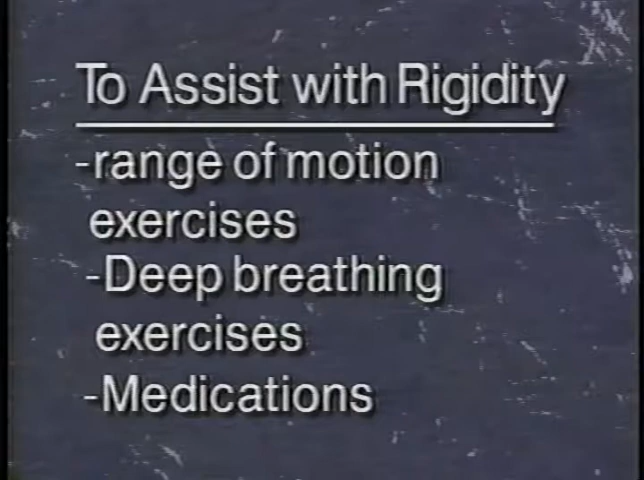 To Assist with Rigidity
-range of motion
exercises
-Deep breathing
exercises
-Medications